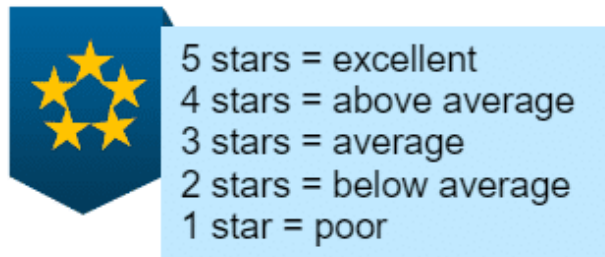 5 stars = excellent
4 stars = above average
3 stars = average
2 stars = below average
1 star = poor